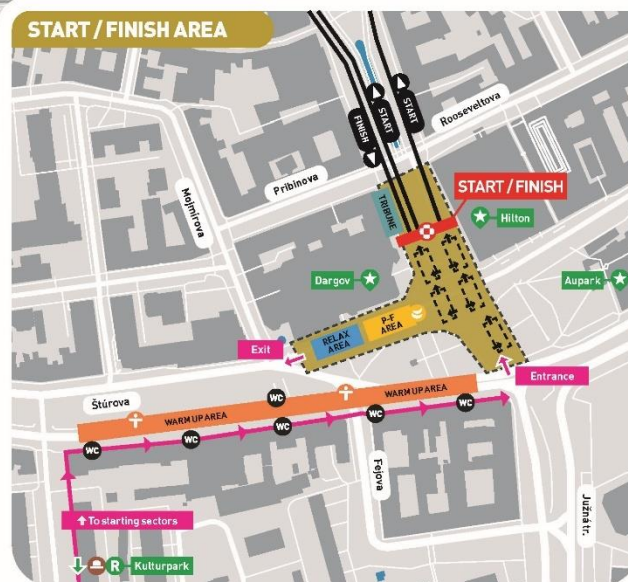 START / FINISH AREA
FINISH
START
START
Rooseveltova
Pribinova
Mojmírova
START / FINISH
TRIBUNE
Hilton
Dargov
Aupark
P-F
AREA
RELAX
AREA
Exit
Entrance
Štúrova
WARM UP AREA
WARM UP AREA
WC
WC
WC
WC
WC
WC
WC
Fejova
Južná tr.
To starting sectors
R
Kulturpark